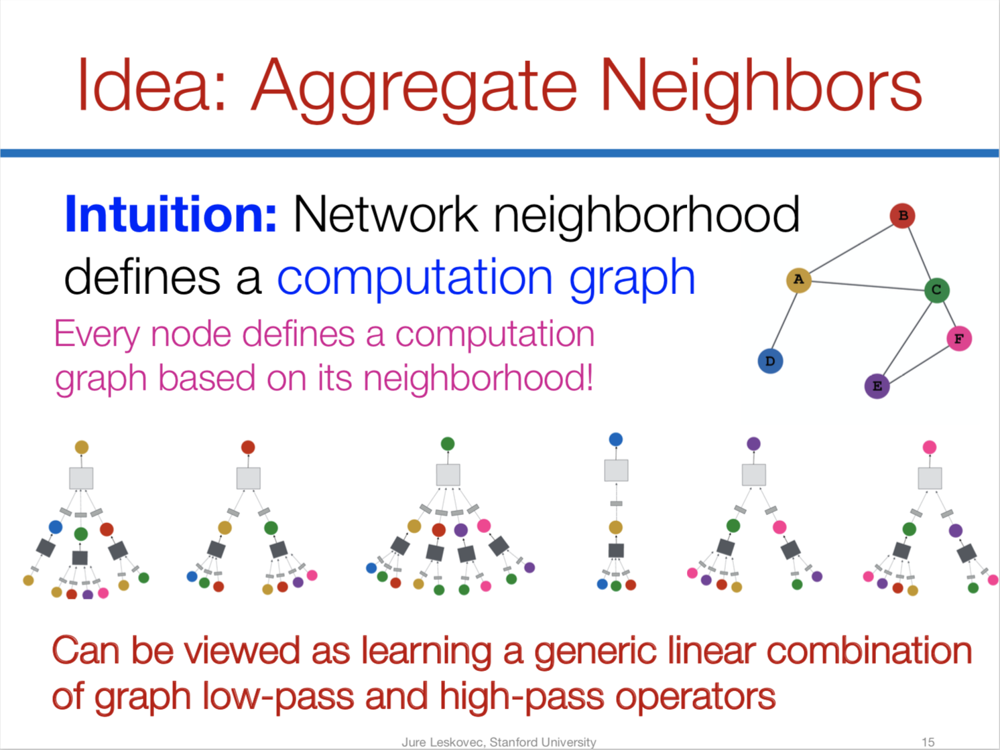 Idea: Aggregate Neighbors
Intuition: Network neighborhood
defines a computation graph
Every node defines a computation
graph based on its neighborhood!
B
A
C
F
D
E
Can be viewed as learning a generic linear combination
of graph low-pass and high-pass operators
Jure Leskovec, Stanford University
15